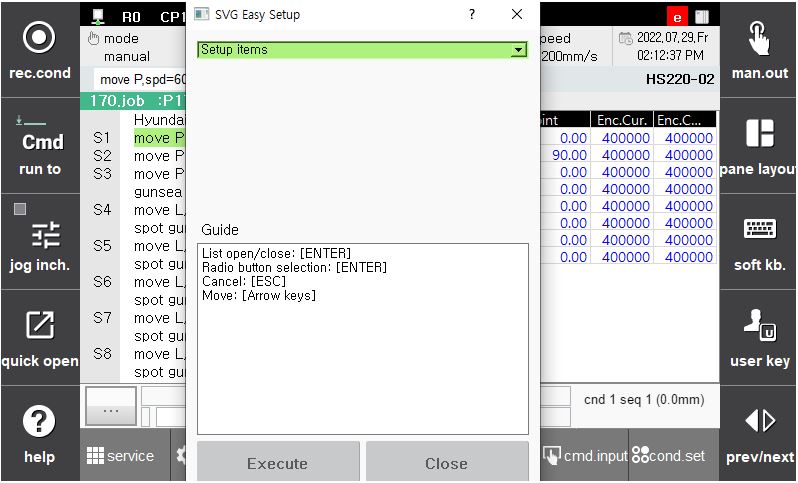 rec.cond
Cmd
run to
jog inch.
quick open
help
R0 CP1
mode
manual
move P,spd=60
170.job :P1
Hyundai
S1 move P
S2 move P
S3 move P
gunsea
S4 move L,
spot gu
S5 move L,
spot gu
S6 move L,
spot gu
S7 move L,
spot gu
S8 move L,
spot gu
...
service
SVG Easy Setup
?
Setup items
Guide
List open/close: [ENTER]
Radio button selection: [ENTER]
Cancel: [ESC]
Move: [Arrow keys]
Execute
Close
e
peed
200mm/s
2022,07,29,Fr
02:12:37 PM
HS220-02
int Enc.Cur. Enc.C...
0.00 400000 400000
90.00 400000 400000
0.00 400000 400000
0.00 400000 400000
0.00 400000 400000
0.00 400000 400000
0.00 400000 400000
0.00 400000 400000
cnd 1 seq 1 (0.0mm)
cmd.input
cond.set
man.out
pane layou
soft kb.
U
user key
prev/next